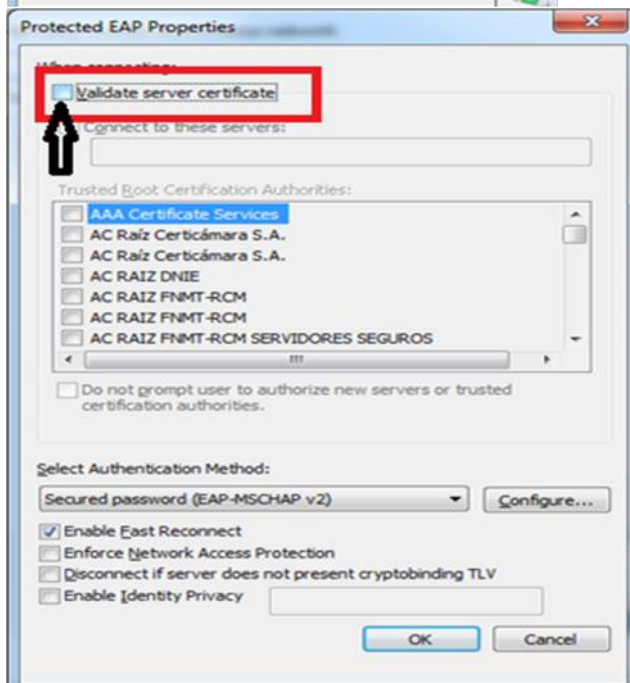 Protected EAP Properties
When connecting:
Validate server certificate
Connect to these servers:
Trusted Root Certification Authorities:
AAA Certificate Services
AC Raíz Certicámara S.A.
AC Raíz Certicámara S.A.
AC RAIZ DNIE
AC RAIZ FNMT-RCM
AC RAIZ FNMT-RCM
AC RAIZ FNMT-RCM SERVIDORES SEGUROS
Do not prompt user to authorize new servers or trusted
certification authorities.
Select Authentication Method:
Secured password (EAP-MSCHAP v2)
Configure...
Enable Fast Reconnect
Enforce Network Access Protection
Disconnect if server does not present cryptobinding TLV
Enable Identity Privacy
OK
Cancel